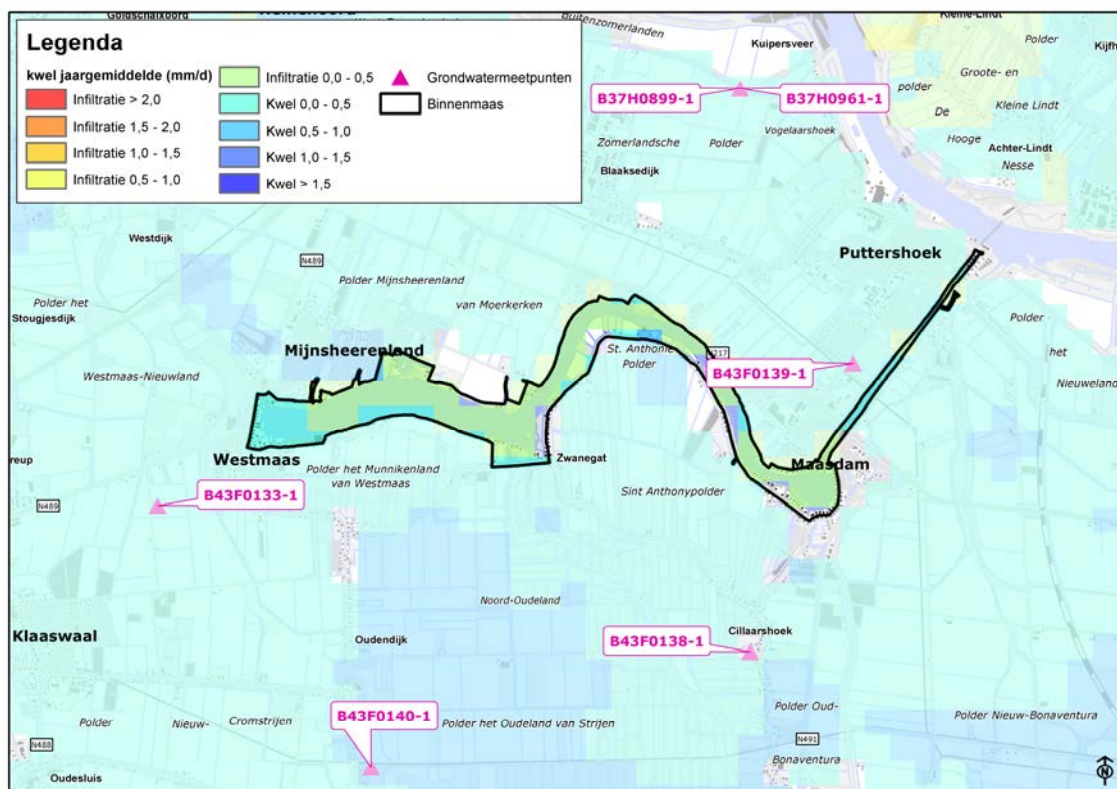 Legenda
kwel jaargemiddelde (mm/d)
Infiltratie > 2,0
Infiltratie 1,5 - 2,0
Infiltratie 1,0 - 1,5
Infiltratie 0,5 - 1,0
Infiltratie 0,0 - 0,5
Kwel 0,0 - 0,5
Kwel 0,5 - 1,0
Kwel 1,0 - 1,5
Kwel > 1,5
Grondwatermeetpunten
Binnenmaas
Goldschalxoord
Buitenzomerlanden
Kuipersveer
Kleine-Lindt
Polder
Groote- en
polder
De
Kleine Lindt
Hooge
Achter-Lindt
Nesse
B37H0899-1
B37H0961-1
Vogelaarshoek
Zomerlandsche
Polder
Blaaksedijk
Westdijk
N489
Puttershoek
Polder Mijnsheerenland
Polder het
van Moerkerken
Stougjesdijk
Polder
Mijnsheerenland
St. Anthonie
Polder
het
B43F0139-1
Westmaas-Nieuwland
Nieuweland
Westmaas
Zwanegat
Maasdam
Polder het Munnikenland
van Westmaas
Sint Anthonypolder
B43F0133-1
N489
Noord-Oudeland
Klaaswaal
Oudendijk
Cillaarshoek
B43F0138-1
B43F0140-1
Polder
Nieuw-
Cromstrijen
Polder het Oudeland van Strijen
Polder Oud-
Polder Nieuw-Bonaventura
N488
N491
Bonaventura
Oudesluis
N